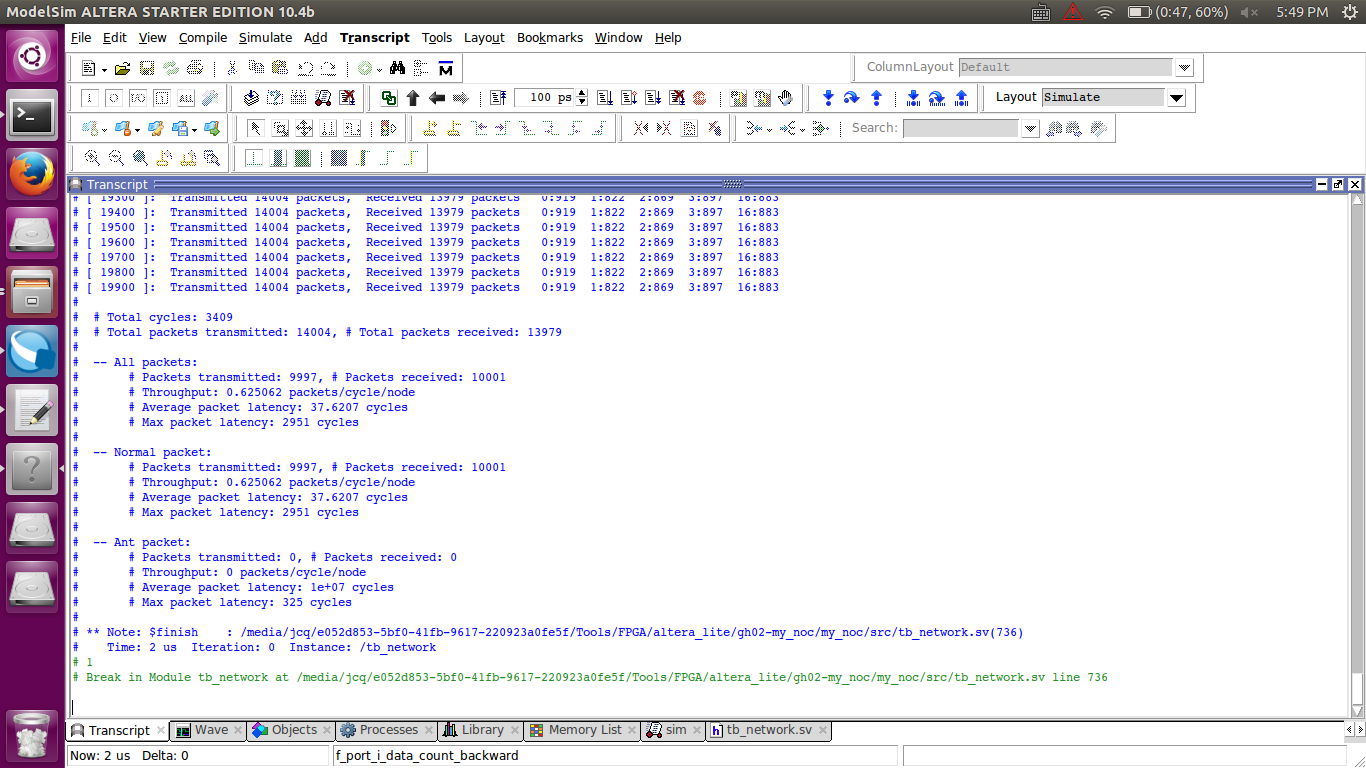 ModelSim ALTERA STARTER EDITION 10.4b (0:47, 60%) 5:49 PM
File Edit View Compile Simulate Add Transcript Tools Layout Bookmarks Window Help
ColumnLayout Default
100 ps Layout Simulate
Search:
Transcript
# [ 19300 ]:  Transmitted 14004 packets,  Received 13979 packets   0:919  1:822  2:869  3:897  16:883
# [ 19400 ]:  Transmitted 14004 packets,  Received 13979 packets   0:919  1:822  2:869  3:897  16:883
# [ 19500 ]:  Transmitted 14004 packets,  Received 13979 packets   0:919  1:822  2:869  3:897  16:883
# [ 19600 ]:  Transmitted 14004 packets,  Received 13979 packets   0:919  1:822  2:869  3:897  16:883
# [ 19700 ]:  Transmitted 14004 packets,  Received 13979 packets   0:919  1:822  2:869  3:897  16:883
# [ 19800 ]:  Transmitted 14004 packets,  Received 13979 packets   0:919  1:822  2:869  3:897  16:883
# [ 19900 ]:  Transmitted 14004 packets,  Received 13979 packets   0:919  1:822  2:869  3:897  16:883
#
#  # Total cycles: 3409
#  # Total packets transmitted: 14004, # Total packets received: 13979
#
#  -- All packets:
#       # Packets transmitted: 9997, # Packets received: 10001
#       # Throughput: 0.625062 packets/cycle/node
#       # Average packet latency: 37.6207 cycles
#       # Max packet latency: 2951 cycles
#
#  -- Normal packet:
#       # Packets transmitted: 9997, # Packets received: 10001
#       # Throughput: 0.625062 packets/cycle/node
#       # Average packet latency: 37.6207 cycles
#       # Max packet latency: 2951 cycles
#
#  -- Ant packet:
#       # Packets transmitted: 0, # Packets received: 0
#       # Throughput: 0 packets/cycle/node
#       # Average packet latency: 1e+07 cycles
#       # Max packet latency: 325 cycles
#
# ** Note: $finish    : /media/jcq/e052d853-5bf0-41fb-9617-220923a0fe5f/Tools/FPGA/altera_lite/gh02-my_noc/my_noc/src/tb_network.sv(736)
#    Time: 2 us  Iteration: 0  Instance: /tb_network
# 1
# Break in Module tb_network at /media/jcq/e052d853-5bf0-41fb-9617-220923a0fe5f/Tools/FPGA/altera_lite/gh02-my_noc/my_noc/src/tb_network.sv line 736
Transcript Wave Objects Processes Library Memory List sim tb_network.sv
Now: 2 us Delta: 0 f_port_i_data_count_backward